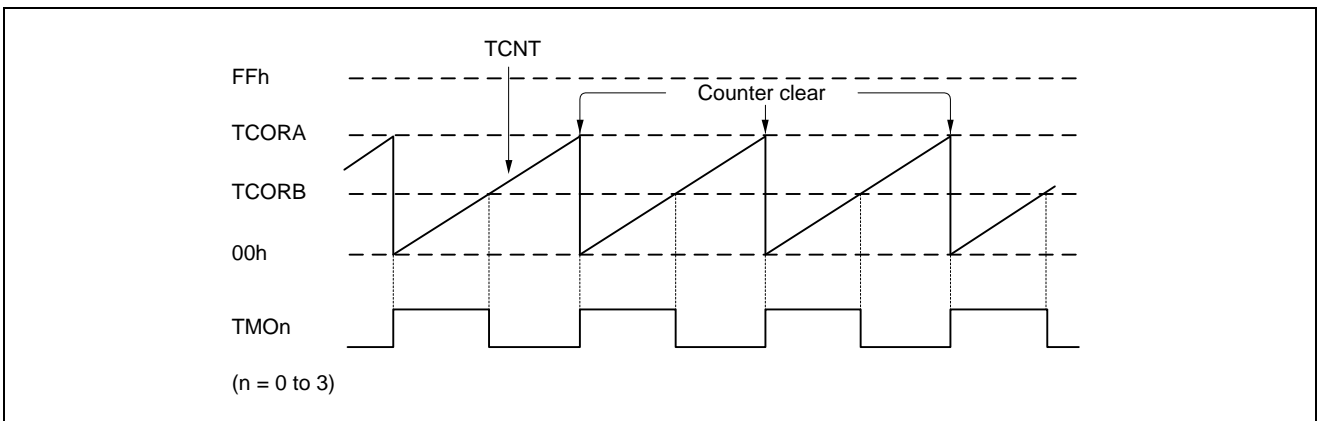 TCNT
FFh
Counter clear
TCORA
TCORB
00h
TMOn
(n = 0 to 3)